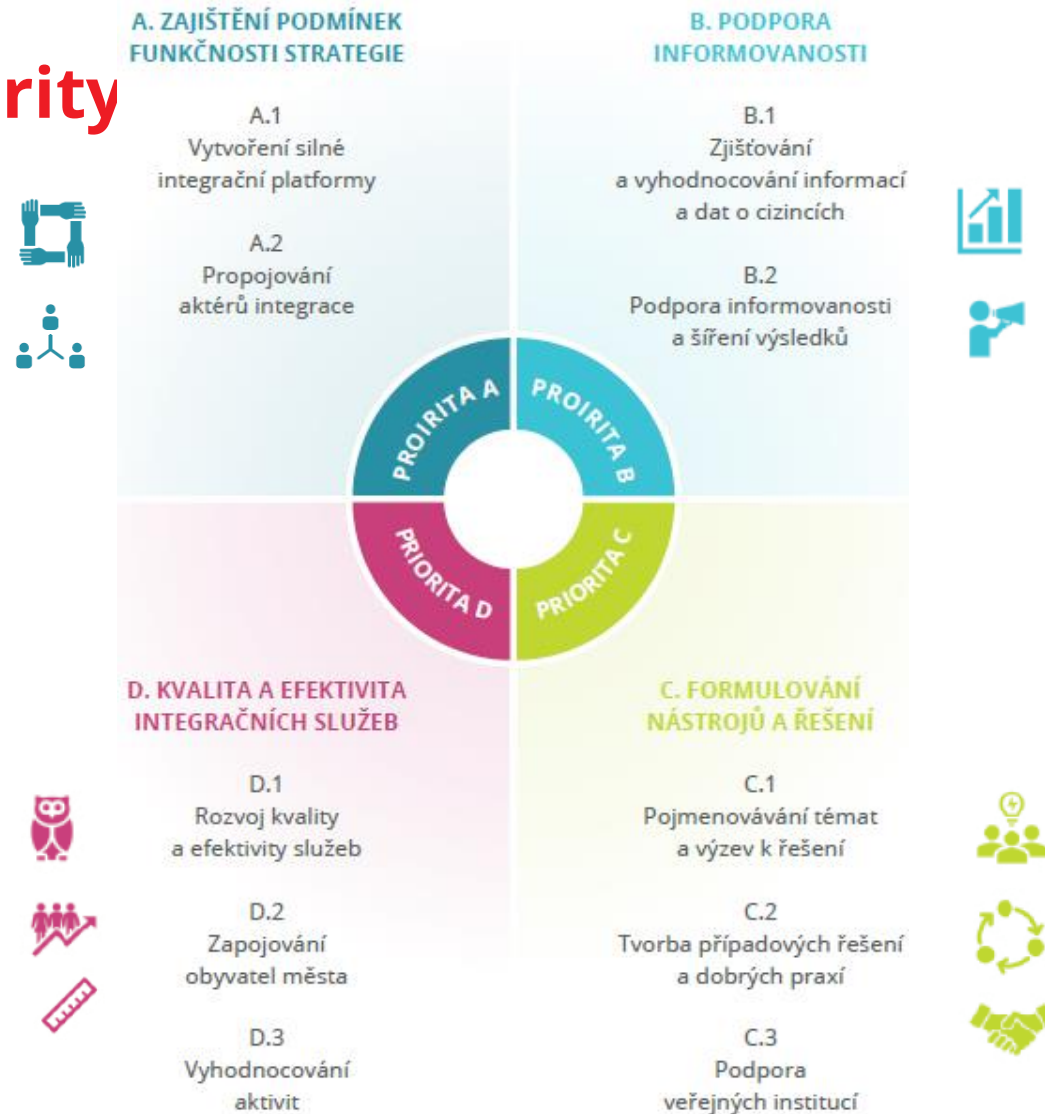 rity
A. ZAJIŠTĚNÍ PODMÍNEK
FUNKČNOSTI STRATEGIE
A.1
Vytvoření silné
integrační platformy
A.2
Propojování
aktérů integrace
B. PODPORA
INFORMOVANOSTI
B.1
Zjišťování
a vyhodnocování informací
a dat o cizincích
B.2
Podpora informovanosti
a šíření výsledků
PROIRITA A
PROIRITA B
PRIORITA D
PRIORITA C
D. KVALITA A EFEKTIVITA
INTEGRAČNÍCH SLUŽEB
D.1
Rozvoj kvality
a efektivity služeb
D.2
Zapojování
obyvatel města
D.3
Vyhodnocování
aktivit
C. FORMULOVÁNÍ
NÁSTROJŮ A ŘEŠENÍ
C.1
Pojmenovávání témat
a výzev k řešení
C.2
Tvorba případových řešení
a dobrých praxí
C.3
Podpora
veřejných institucí